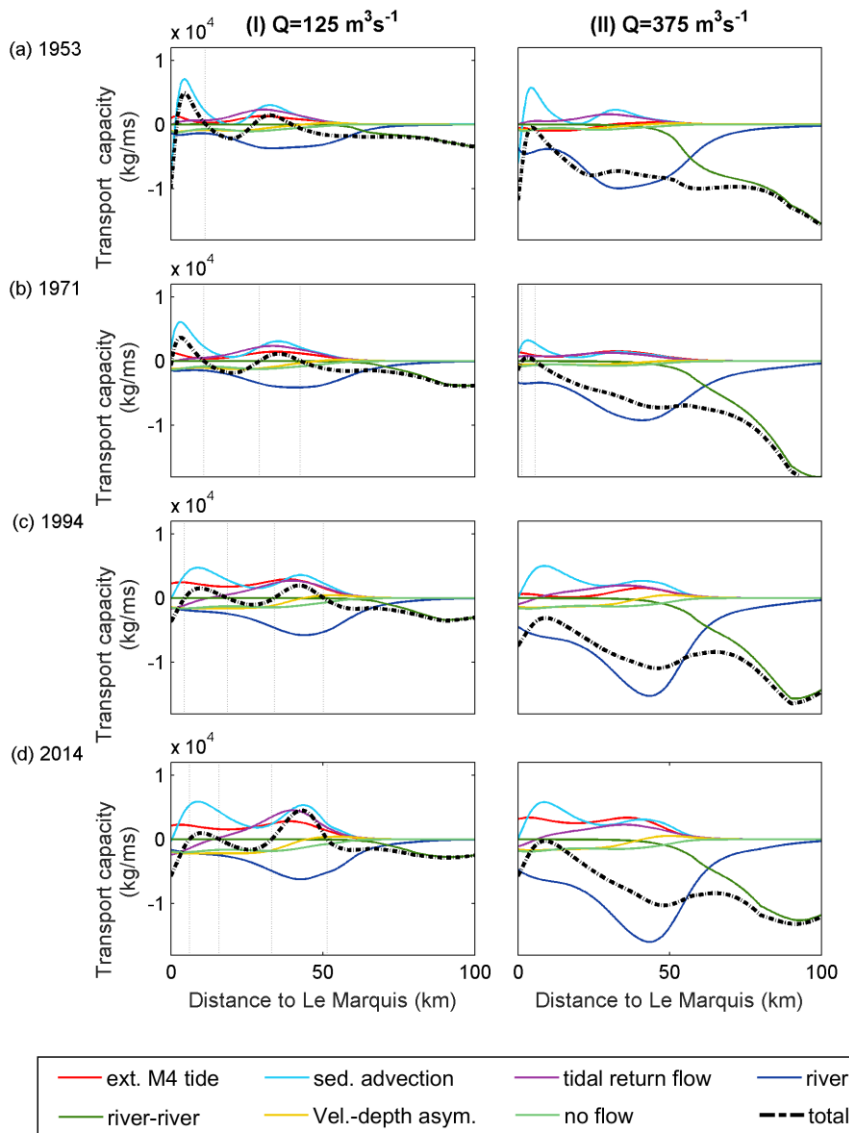 (I) Q=125 m³s⁻¹ (II) Q=375 m³s⁻¹
x 10⁴
(a) 1953
1
0
-1
Transport capacity
(kg/ms)
x 10⁴
(b) 1971
1
0
-1
Transport capacity
(kg/ms)
x 10⁴
(c) 1994
1
0
-1
Transport capacity
(kg/ms)
x 10⁴
(d) 2014
1
0
-1
Transport capacity
(kg/ms)
0 50 100 0 50 100
Distance to Le Marquis (km) Distance to Le Marquis (km)
ext. M4 tide sed. advection tidal return flow river
river-river Vel.-depth asym. no flow total